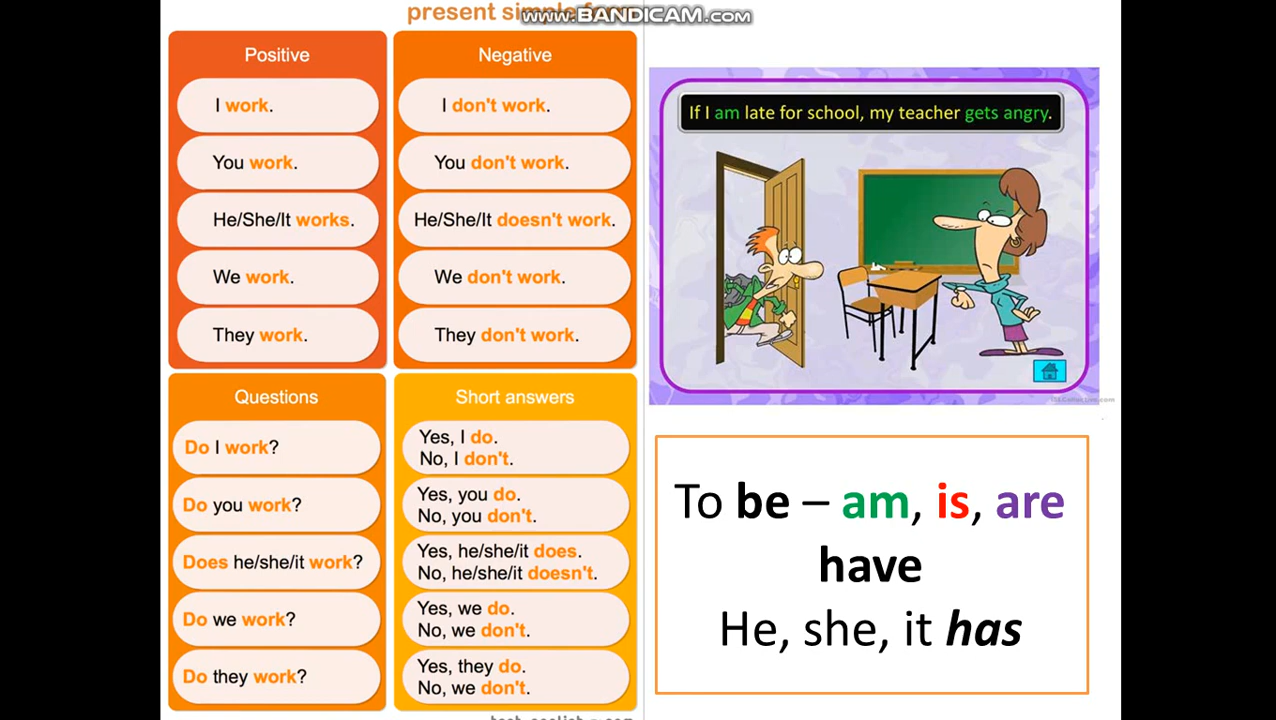 present simple form
www.BANDICAM.com
Positive
I work.
You work.
He/She/It works.
We work.
They work.
Negative
I don't work.
You don't work.
He/She/It doesn't work.
We don't work.
They don't work.
Questions
Do I work?
Do you work?
Does he/she/it work?
Do we work?
Do they work?
Short answers
Yes, I do.
No, I don't.
Yes, you do.
No, you don't.
Yes, he/she/it does.
No, he/she/it doesn't.
Yes, we do.
No, we don't.
Yes, they do.
No, we don't.
If I am late for school, my teacher gets angry.
To be – am, is, are
have
He, she, it has